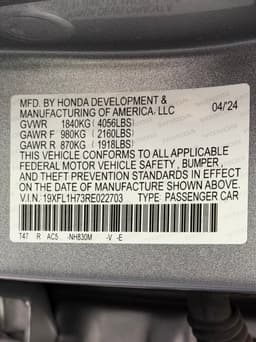 MFD. BY HONDA DEVELOPMENT & 04/24
MANUFACTURING OF AMERICA, LLC
GVWR 1840KG ( 4056LBS)
GAWR F 980KG ( 2160LBS)
GAWR R 870KG ( 1918LBS)
THIS VEHICLE CONFORMS TO ALL APPLICABLE
FEDERAL MOTOR VEHICLE SAFETY , BUMPER,
AND THEFT PREVENTION STANDARDS IN EFFECT
ON THE DATE OF MANUFACTURE SHOWN ABOVE.
V.I.N.:19XFL1H73RE022703 TYPE: PASSENGER CAR
T47 R AC5 -NH830M -V -E